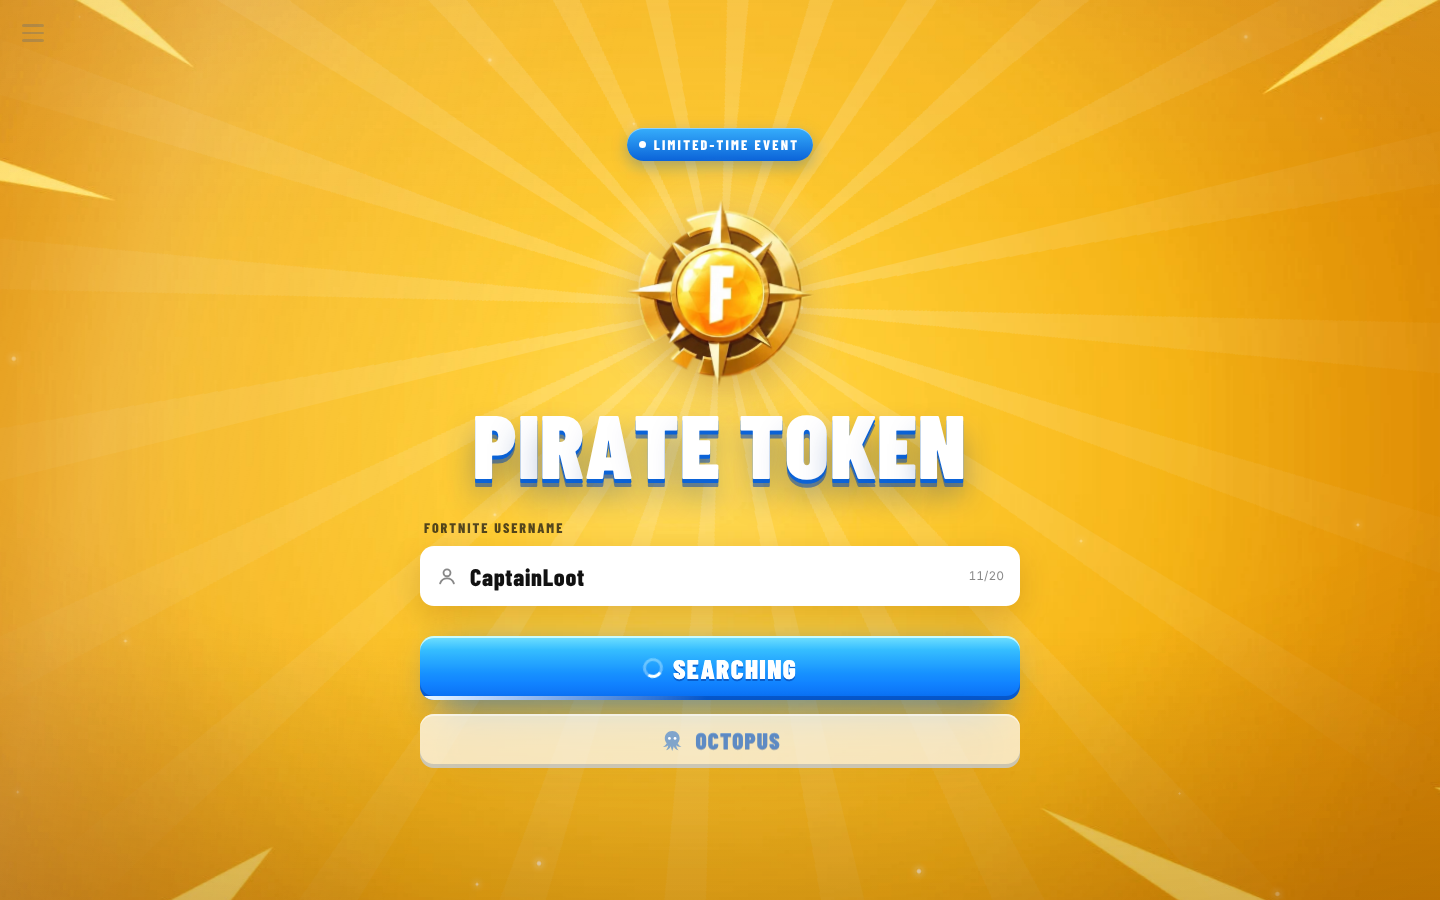 LIMITED-TIME EVENT
F
PIRATE TOKEN
FORTNITE USERNAME
CaptainLoot
11/20
SEARCHING
OCTOPUS